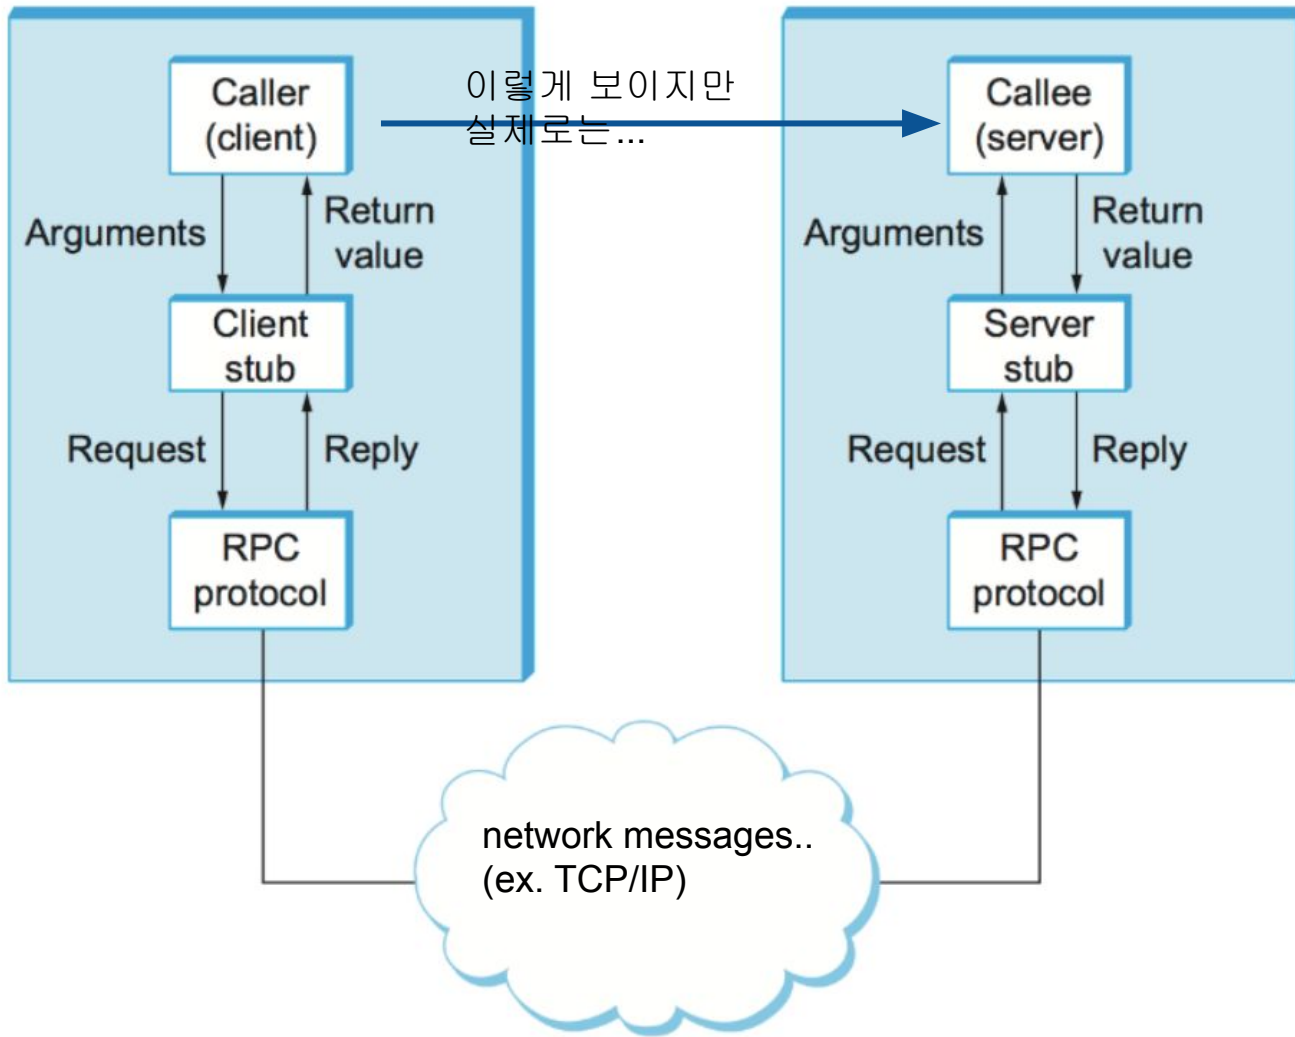 Caller
(client)
이렇게 보이지만
실제로는...
Callee
(server)
Arguments
Return
value
Arguments
Return
value
Client
stub
Server
stub
Request
Reply
Request
Reply
RPC
protocol
RPC
protocol
network messages..
(ex. TCP/IP)